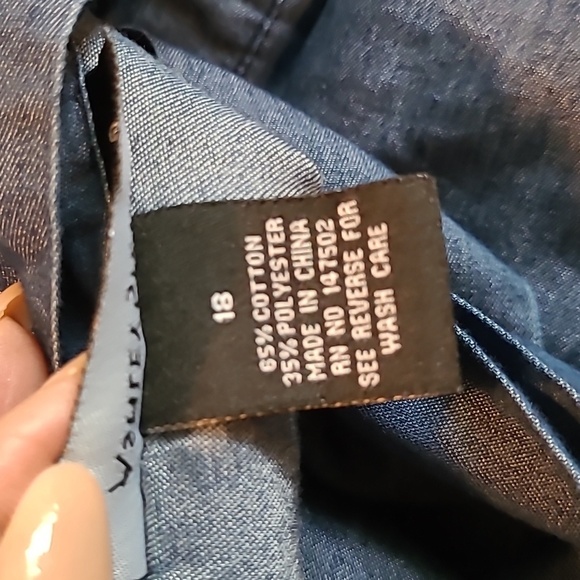 18
65% COTTON
35% POLYESTER
MADE IN CHINA
RN NO 147502
SEE REVERSE FOR
WASH CARE